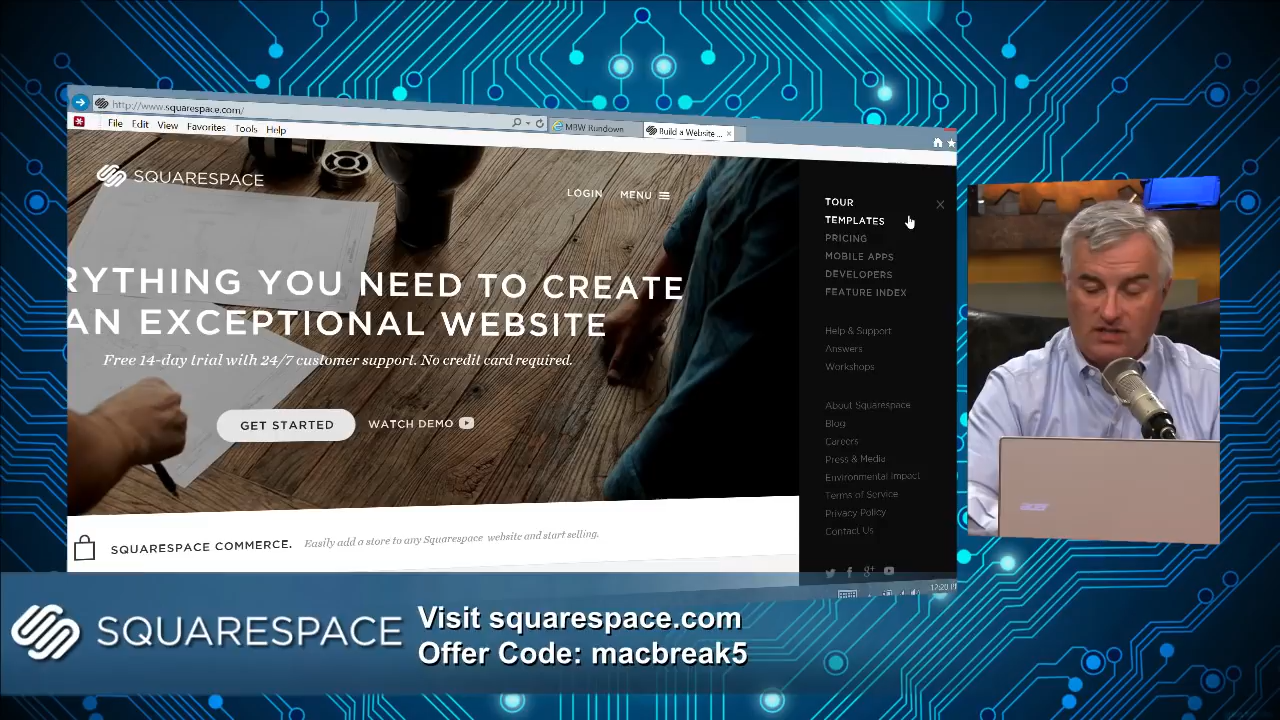 http://www.squarespace.com/
MBW Rundown
Build a Website ...
File Edit View Favorites Tools Help
SQUARESPACE
LOGIN MENU
RYTHING YOU NEED TO CREATE
AN EXCEPTIONAL WEBSITE
Free 14-day trial with 24/7 customer support. No credit card required.
GET STARTED WATCH DEMO
SQUARESPACE COMMERCE. Easily add a store to any Squarespace website and start selling.
TOUR
TEMPLATES
PRICING
MOBILE APPS
DEVELOPERS
FEATURE INDEX
Help & Support
Answers
Workshops
About Squarespace
Blog
Careers
Press & Media
Environmental Impact
Terms of Service
Privacy Policy
Contact Us
acer
SQUARESPACE
Visit squarespace.com
Offer Code: macbreak5